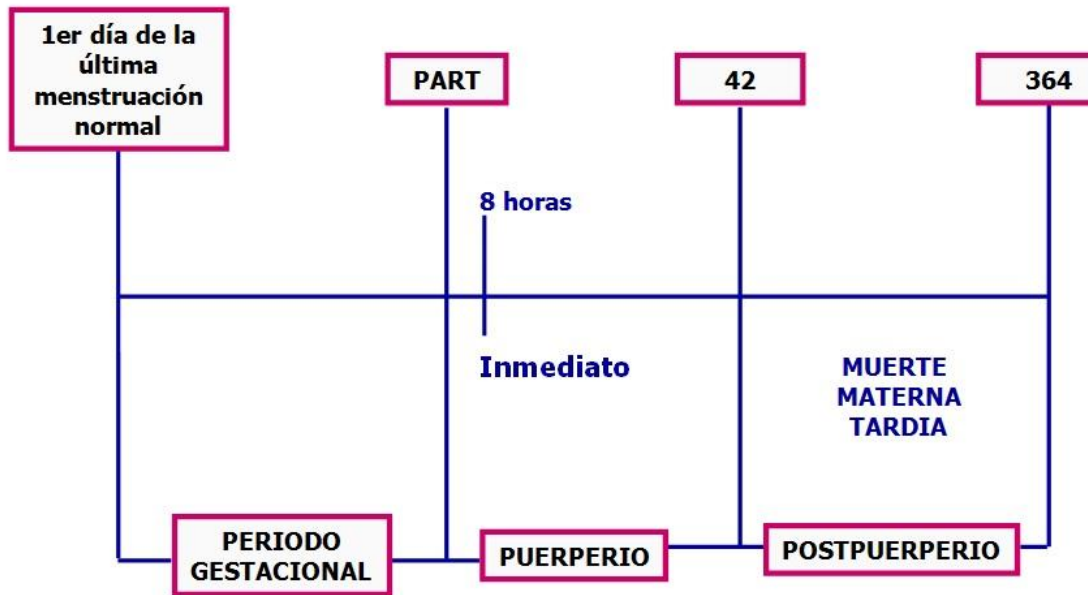 1er día de la
última
menstruación
normal
PART
42
364
8 horas
Inmediato
MUERTE
MATERNA
TARDIA
PERIODO
GESTACIONAL
PUERPERIO
POSTPUERPERIO